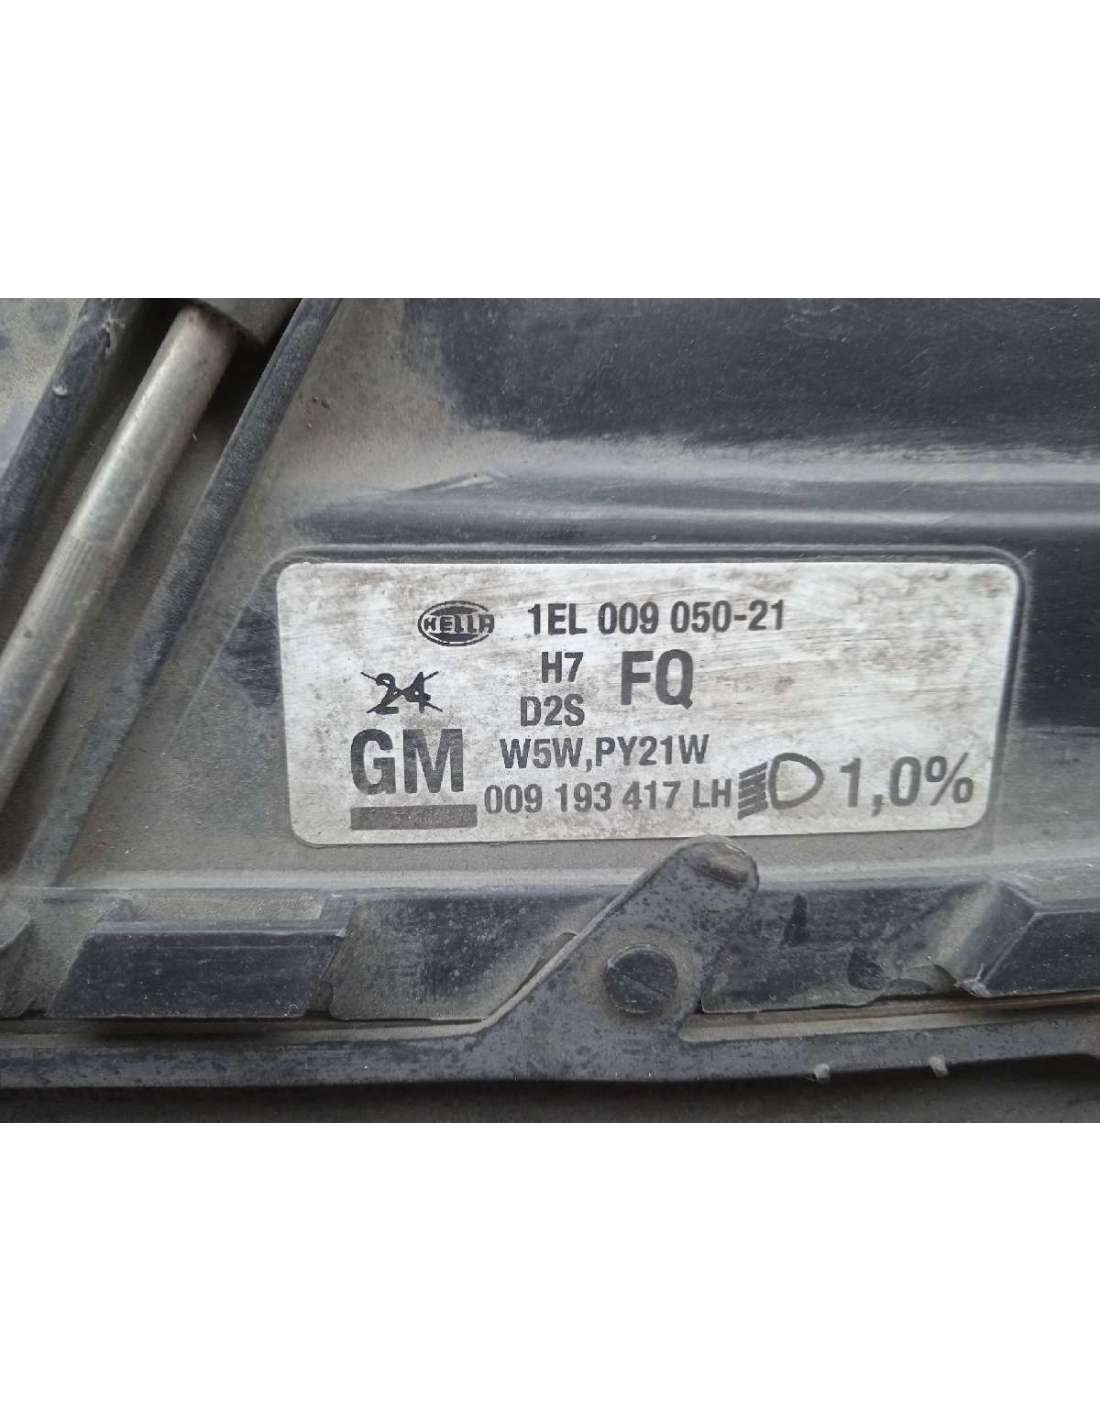 HELLA 1EL 009 050-21
H7 FQ
24
D2S
GM W5W,PY21W
009 193 417 LH 1,0%